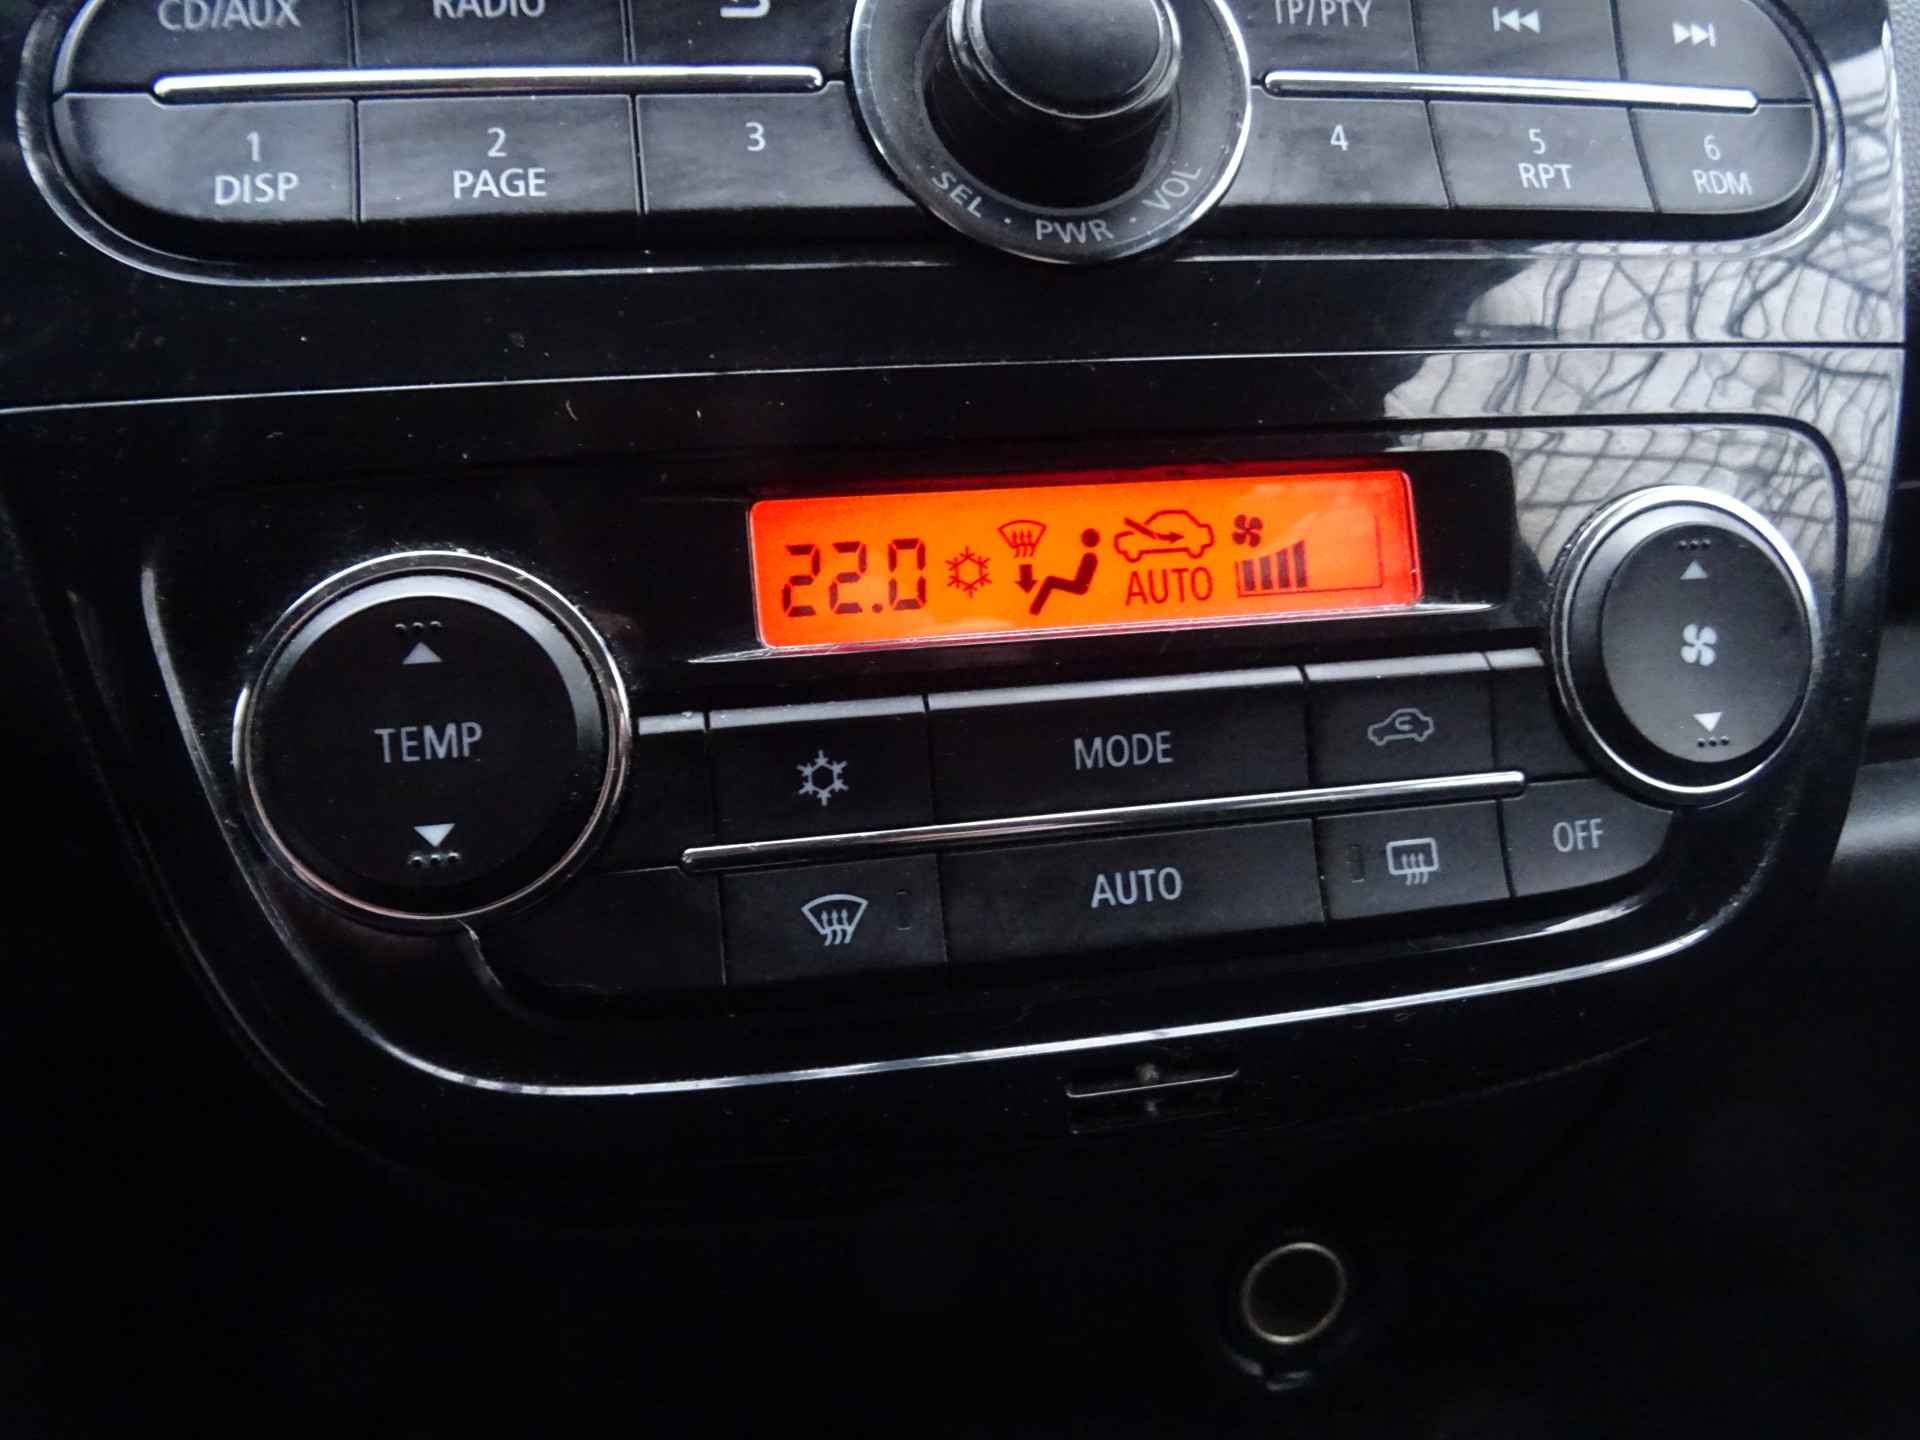 CD/AUX RADIO TP/PTY
1 2 3 4 5 6
DISP PAGE RPT RDM
SEL · PWR · VOL
22.0
AUTO
TEMP
MODE
AUTO
OFF